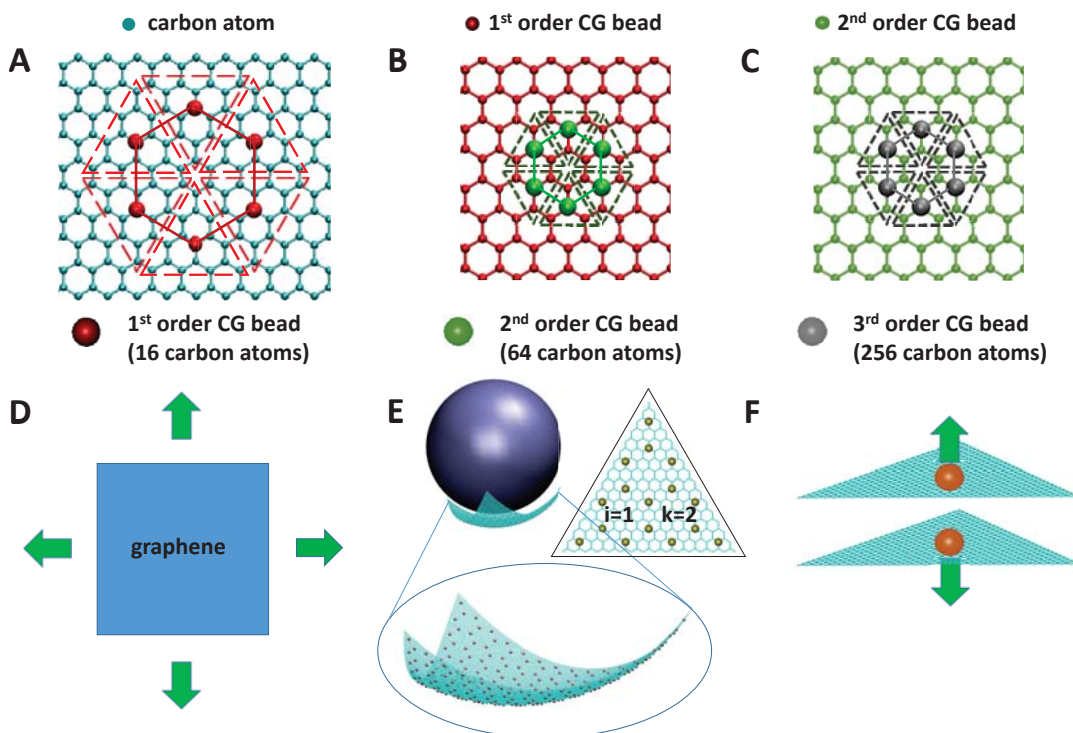 carbon atom
1st order CG bead
2nd order CG bead
A
B
C
1st order CG bead
(16 carbon atoms)
2nd order CG bead
(64 carbon atoms)
3rd order CG bead
(256 carbon atoms)
D
E
F
i=1
k=2
graphene